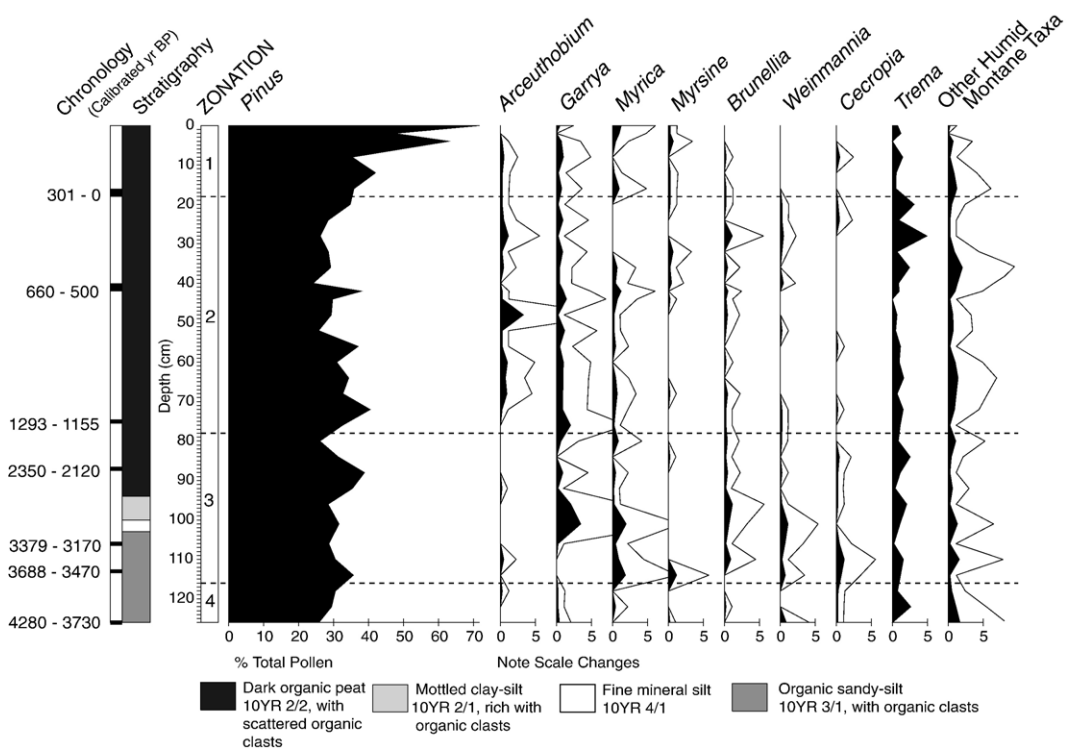 Chronology
(Calibrated yr BP)
Stratigraphy
ZONATION
Pinus
Arceuthobium
Garrya
Myrica
Myrsine
Brunellia
Weinmannia
Cecropia
Trema
Other Humid
Montane Taxa
301 - 0
660 - 500
1293 - 1155
2350 - 2120
3379 - 3170
3688 - 3470
4280 - 3730
Depth (cm)
0
10
20
30
40
50
60
70
80
90
100
110
120
1
2
3
4
0 10 20 30 40 50 60 70
0 5 0 5 0 5 0 5 0 5 0 5 0 5 0 5 0 5
% Total Pollen
Note Scale Changes
Dark organic peat
10YR 2/2, with
scattered organic
clasts
Mottled clay-silt
10YR 2/1, rich with
organic clasts
Fine mineral silt
10YR 4/1
Organic sandy-silt
10YR 3/1, with organic clasts